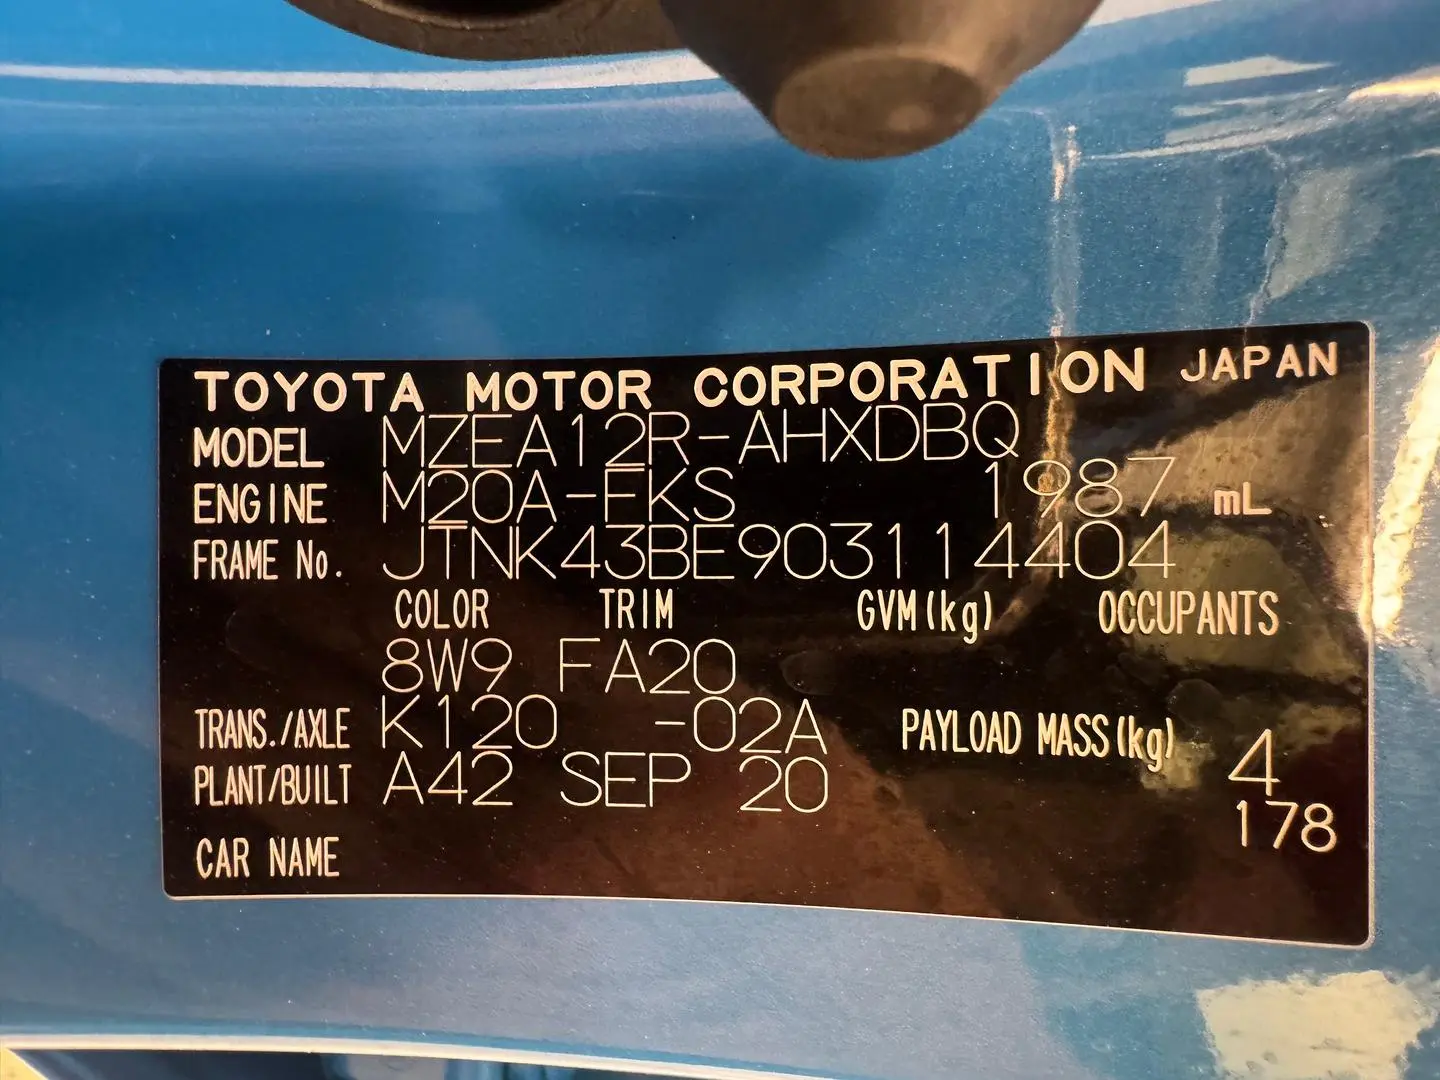 TOYOTA MOTOR CORPORATION JAPAN
MODEL MZEA12R-AHXDBQ
ENGINE M20A-FKS 1987 mL
FRAME No. JTNK43BE903114404
COLOR TRIM GVM(kg) OCCUPANTS
8W9 FA20
TRANS./AXLE K120 -02A PAYLOAD MASS(kg) 4
PLANT/BUILT A42 SEP 20 178
CAR NAME